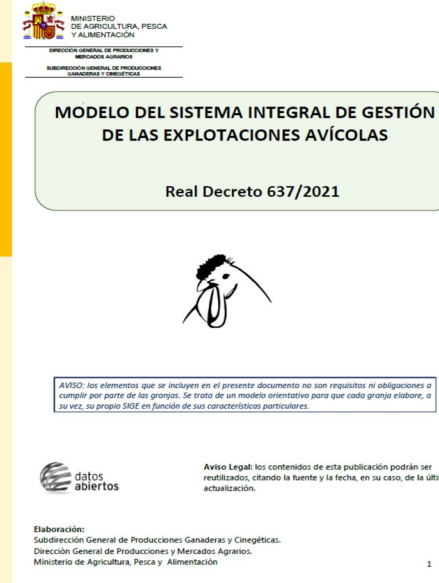 MINISTERIO
DE AGRICULTURA, PESCA
Y ALIMENTACIÓN
DIRECCIÓN GENERAL DE PRODUCCIONES Y
MERCADOS AGRARIOS
SUBDIRECCIÓN GENERAL DE PRODUCCIONES
GANADERAS Y CINEGÉTICAS
MODELO DEL SISTEMA INTEGRAL DE GESTIÓN
DE LAS EXPLOTACIONES AVÍCOLAS
Real Decreto 637/2021
AVISO: los elementos que se incluyen en el presente documento no son requisitos ni obligaciones a
cumplir por parte de las granjas. Se trata de un modelo orientativo para que cada granja elabore, a
su vez, su propio SIGE en función de sus características particulares.
datos
abiertos
Aviso Legal: los contenidos de esta publicación podrán ser
reutilizados, citando la fuente y la fecha, en su caso, de la últi
actualización.
Elaboración:
Subdirección General de Producciones Ganaderas y Cinegéticas.
Dirección General de Producciones y Mercados Agrarios.
Ministerio de Agricultura, Pesca y Alimentación
1